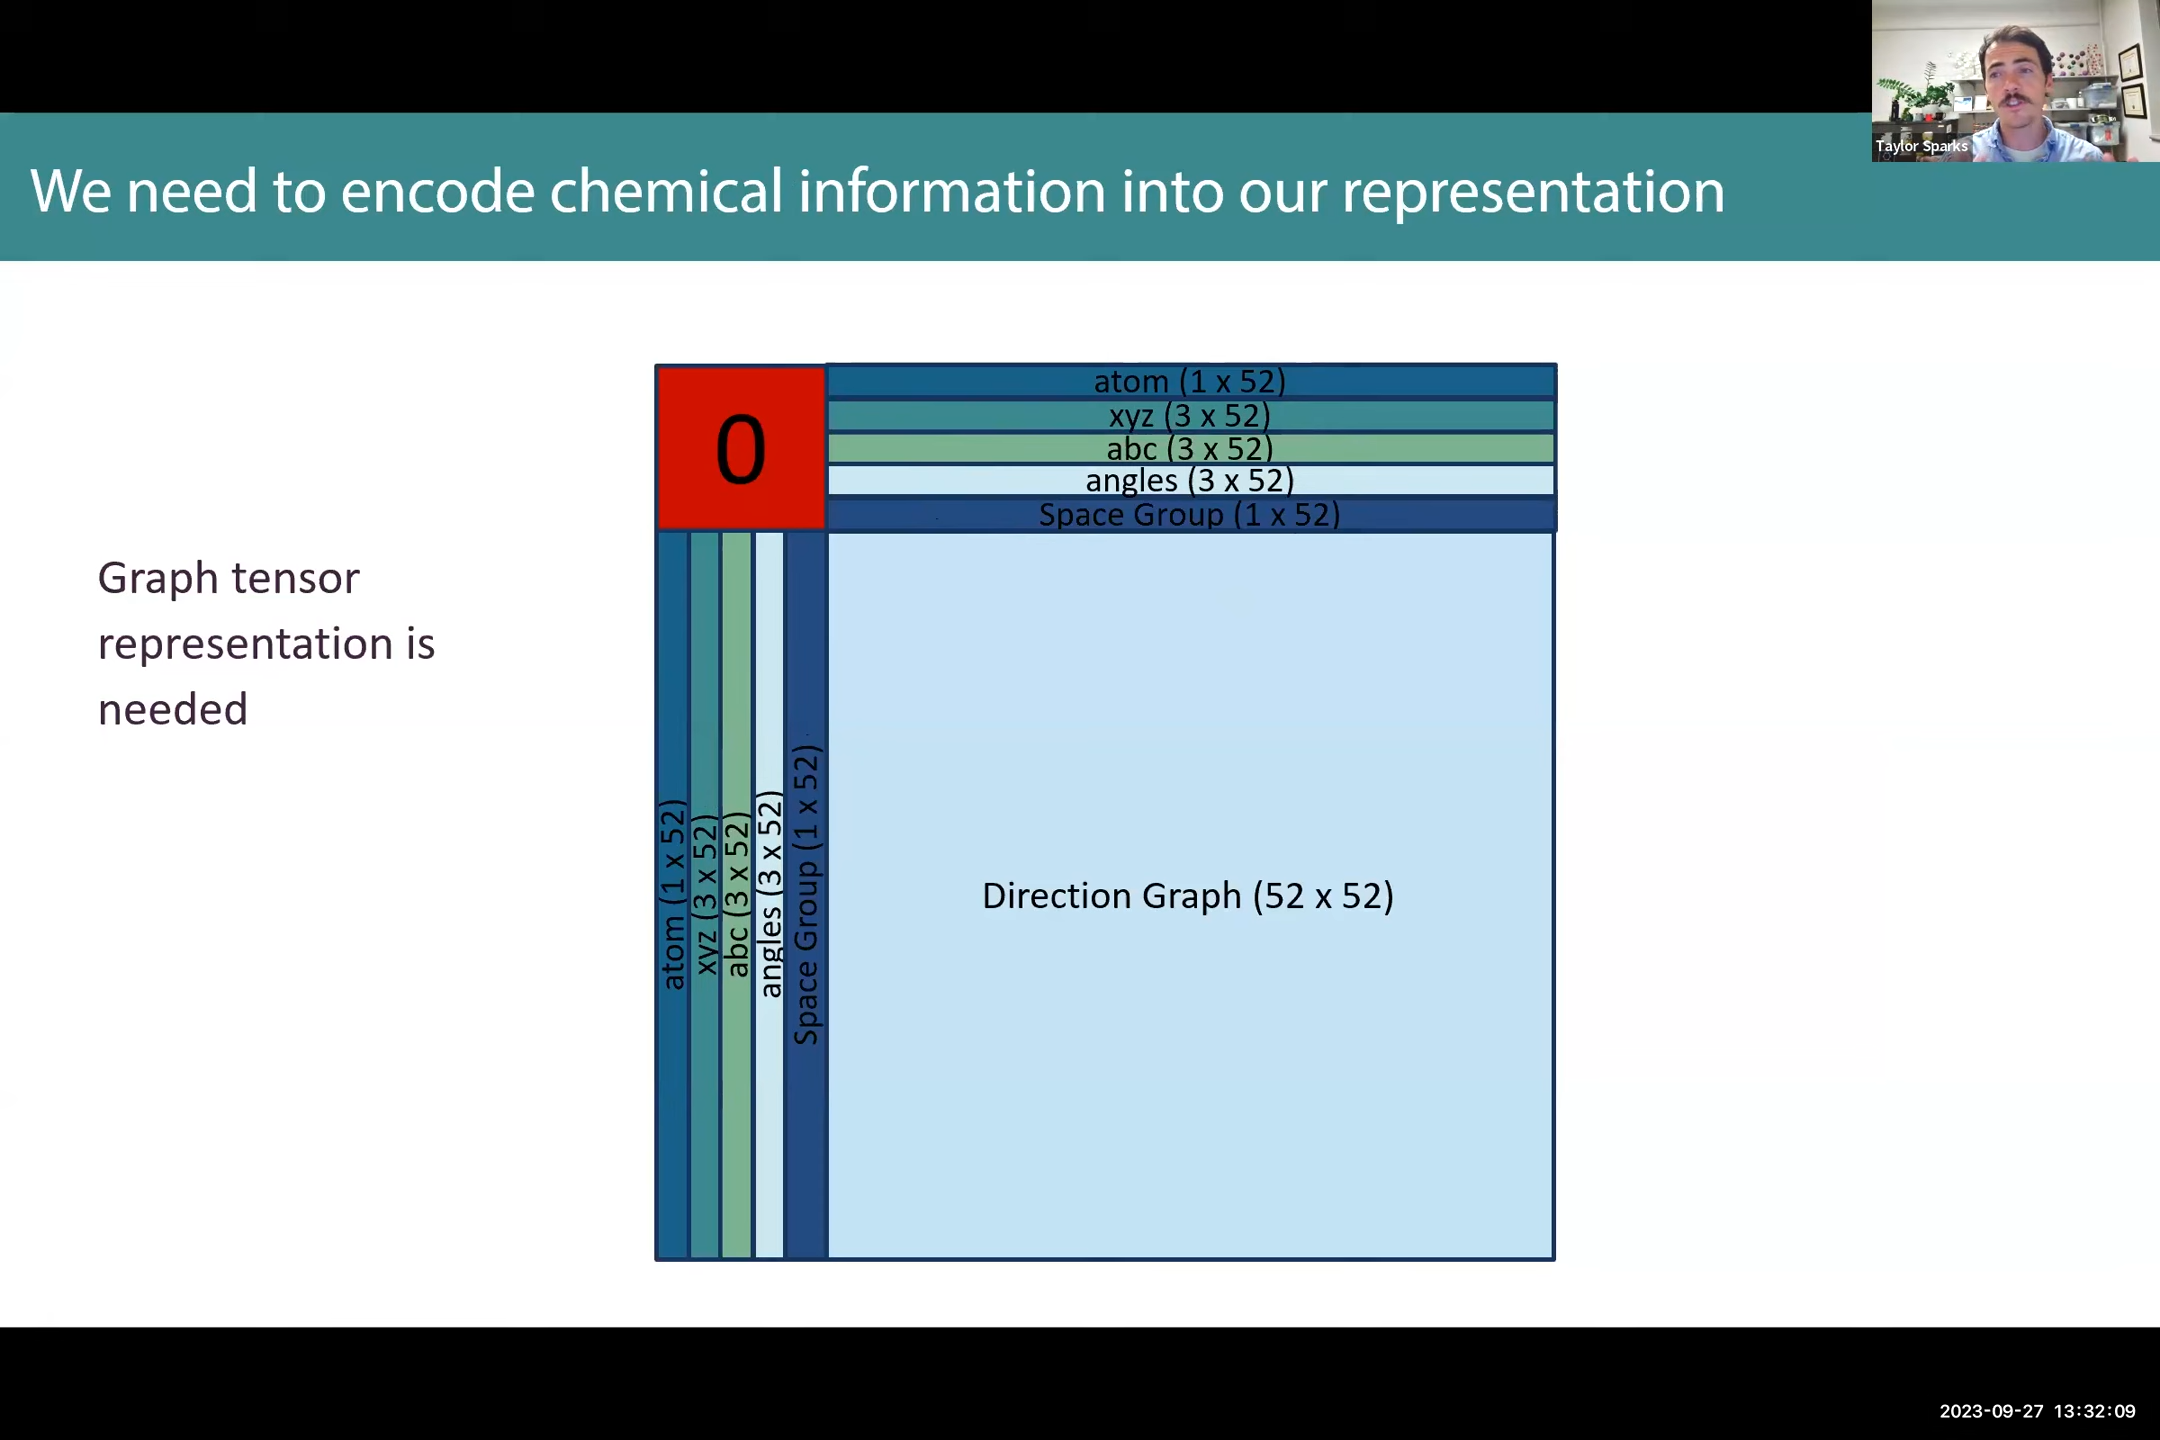 Taylor Sparks
We need to encode chemical information into our representation
Graph tensor
representation is
needed
0
atom (1 x 52)
xyz (3 x 52)
abc (3 x 52)
angles (3 x 52)
Space Group (1 x 52)
atom (1 x 52)
xyz (3 x 52)
abc (3 x 52)
angles (3 x 52)
Space Group (1 x 52)
Direction Graph (52 x 52)
2023-09-27 13:32:09